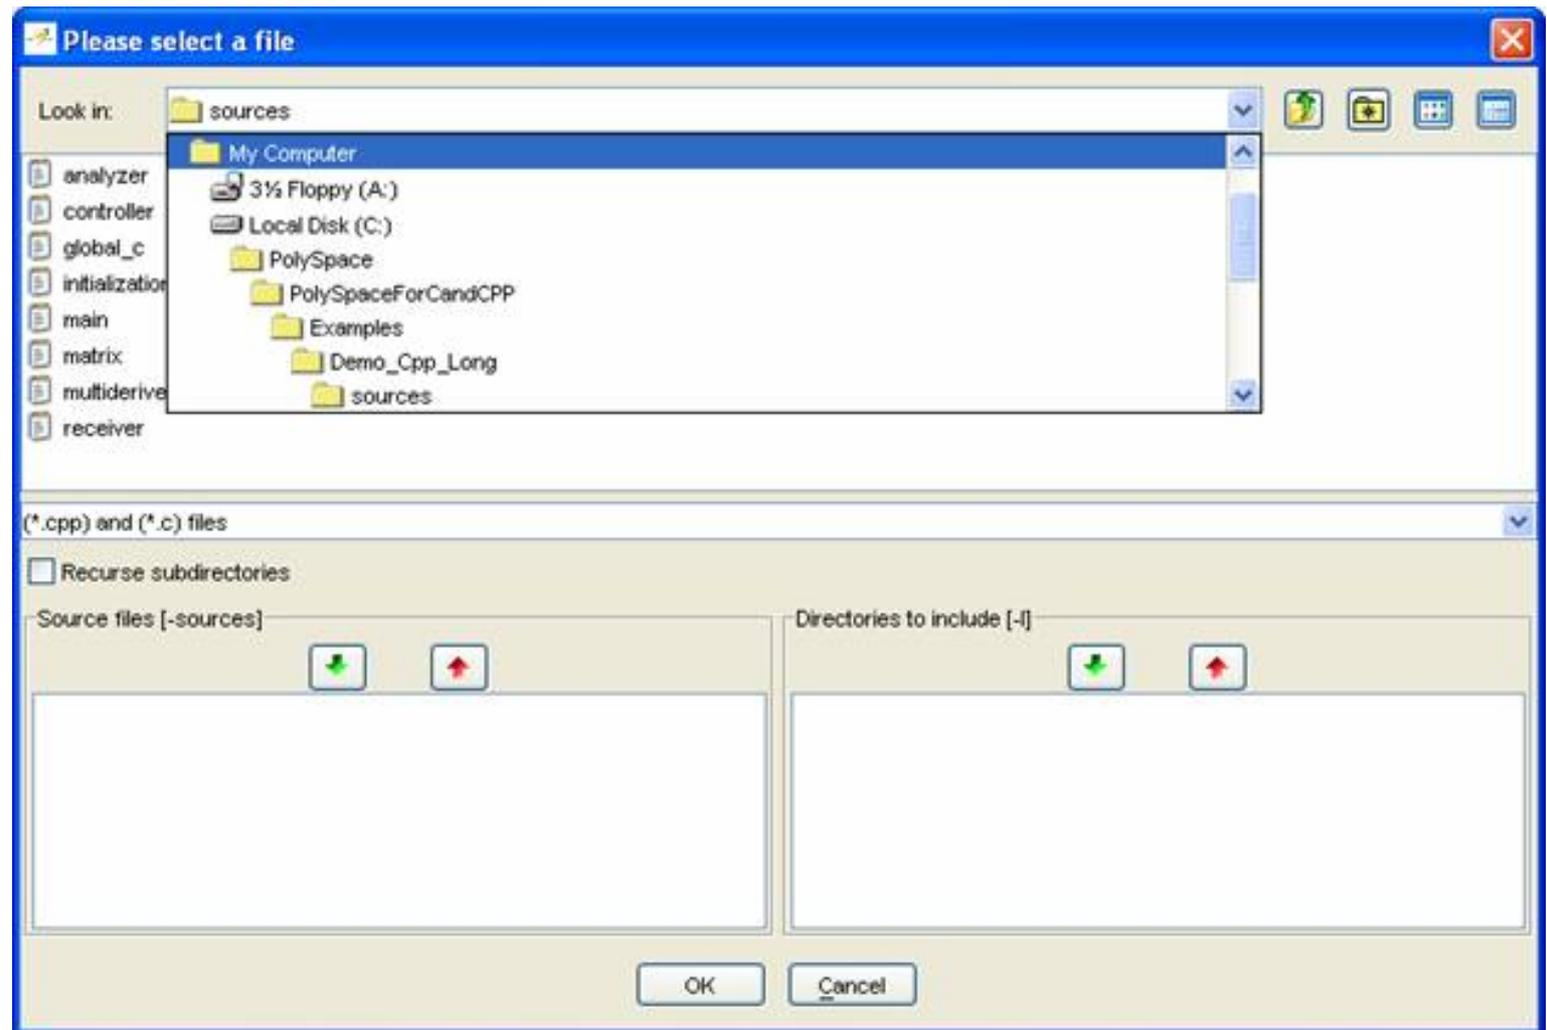 Please select a file
Look in: sources
My Computer
3½ Floppy (A:)
Local Disk (C:)
PolySpace
PolySpaceForCandCPP
Examples
Demo_Cpp_Long
sources
analyzer
controller
global_c
initialization
main
matrix
multiderive
receiver
(*.cpp) and (*.c) files
Recurse subdirectories
Source files [-sources]
Directories to include [-I]
OK
Cancel